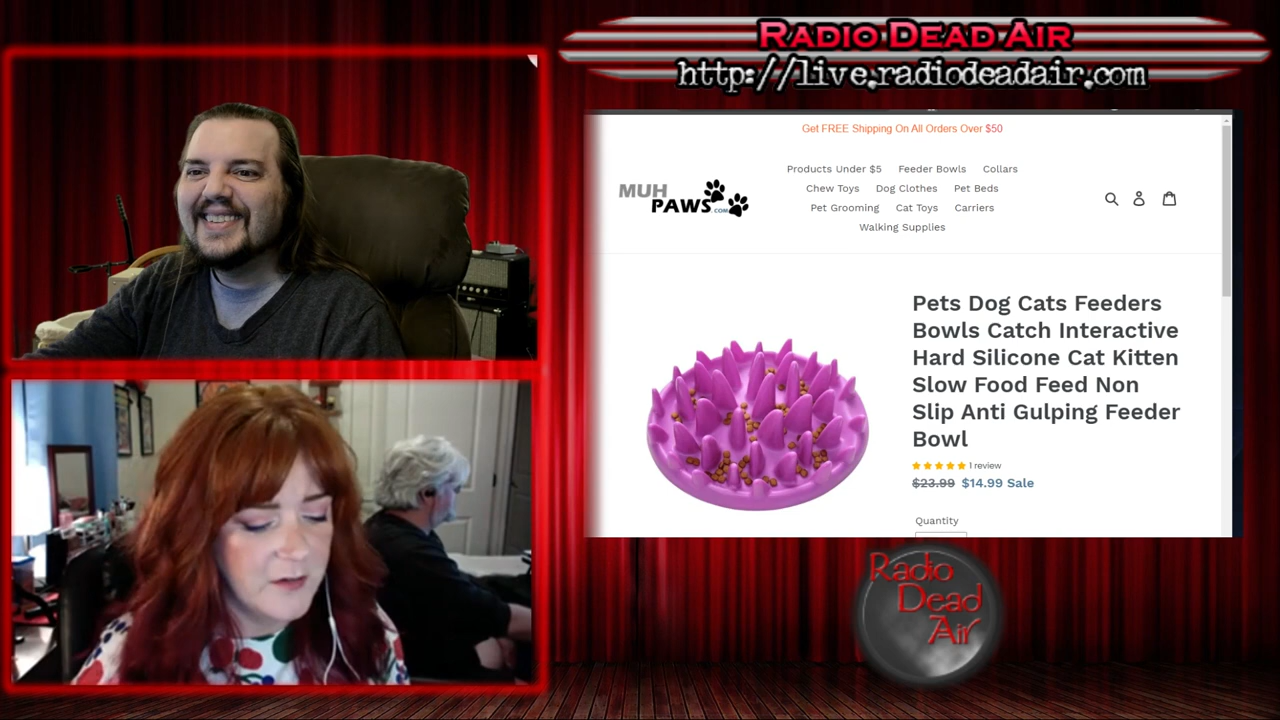 RADIO DEAD AIR
http://live.radiodeadair.com
Get FREE Shipping On All Orders Over $50
MUH
PAWS.COM
Products Under $5 Feeder Bowls Collars
Chew Toys Dog Clothes Pet Beds
Pet Grooming Cat Toys Carriers
Walking Supplies
Pets Dog Cats Feeders
Bowls Catch Interactive
Hard Silicone Cat Kitten
Slow Food Feed Non
Slip Anti Gulping Feeder
Bowl
1 review
$23.99 $14.99 Sale
Quantity
Radio
Dead
Air